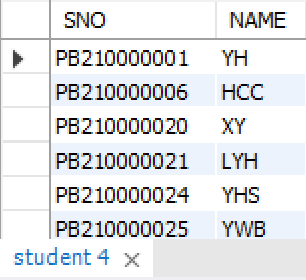 SNO NAME
PB210000001 YH
PB210000006 HCC
PB210000020 XY
PB210000021 LYH
PB210000024 YHS
PB210000025 YWB
student 4 ×